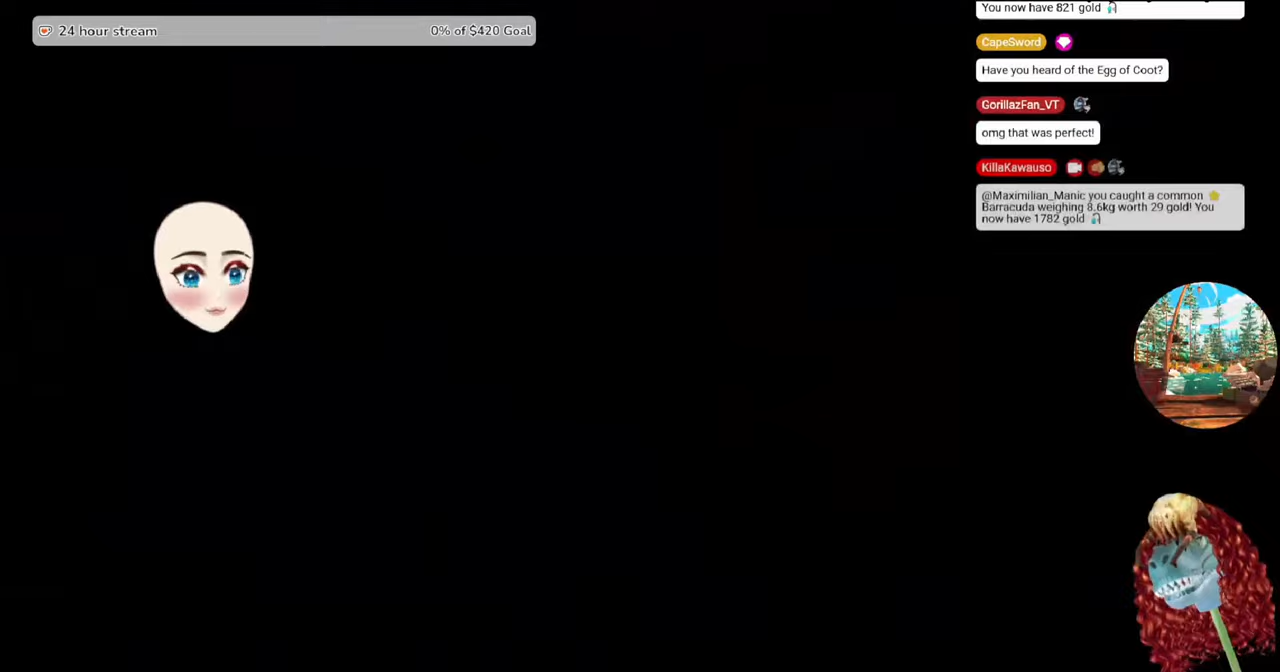 24 hour stream
0% of $420 Goal
You now have 821 gold
CapeSword
Have you heard of the Egg of Coot?
GorillazFan_VT
omg that was perfect!
KillaKawauso
@Maximilian_Manic you caught a common
Barracuda weighing 8.6kg worth 29 gold! You
now have 1782 gold